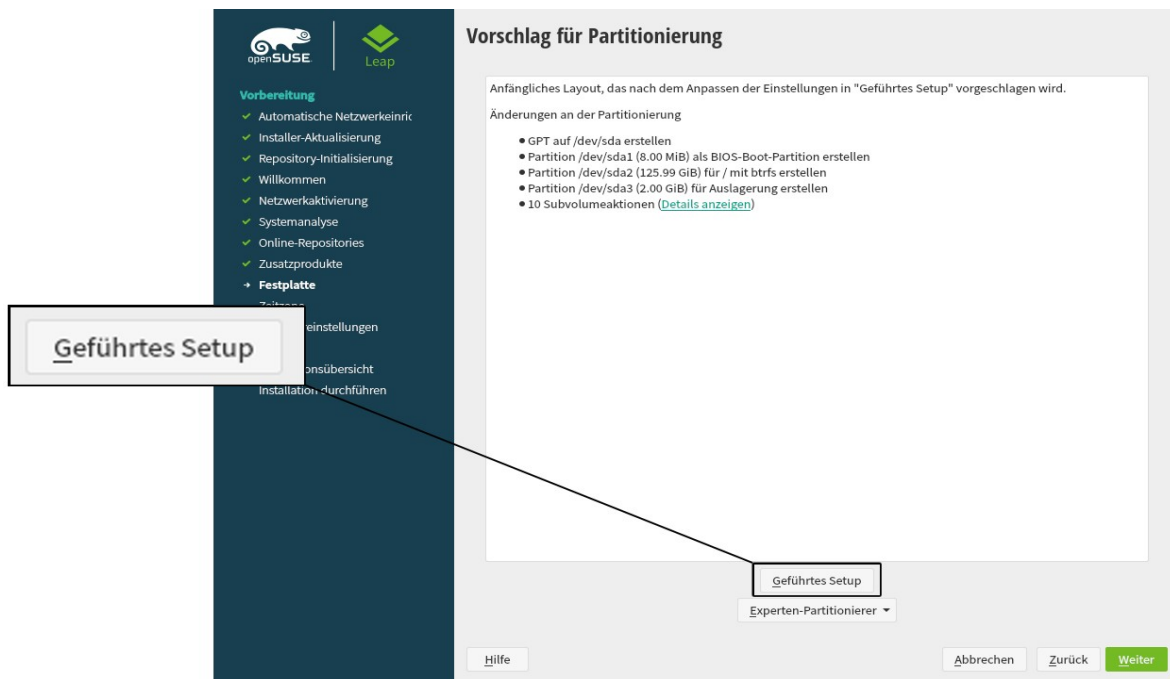 openSUSE
Leap
Vorbereitung
Automatische Netzwerkeinric
Installer-Aktualisierung
Repository-Initialisierung
Willkommen
Netzwerkaktivierung
Systemanalyse
Online-Repositories
Zusatzprodukte
Festplatte
einstellungen
onsübersicht
Installation durchführen
Geführtes Setup
Vorschlag für Partitionierung
Anfängliches Layout, das nach dem Anpassen der Einstellungen in "Geführtes Setup" vorgeschlagen wird.
Änderungen an der Partitionierung
GPT auf /dev/sda erstellen
Partition /dev/sda1 (8.00 MiB) als BIOS-Boot-Partition erstellen
Partition /dev/sda2 (125.99 GiB) für / mit btrfs erstellen
Partition /dev/sda3 (2.00 GiB) für Auslagerung erstellen
10 Subvolumeaktionen (Details anzeigen)
Geführtes Setup
Experten-Partitionierer
Hilfe
Abbrechen
Zurück
Weiter